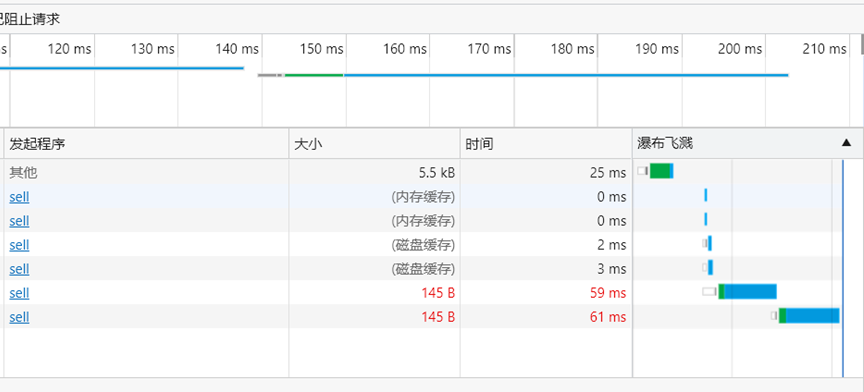 已阻止请求
s 120 ms 130 ms 140 ms 150 ms 160 ms 170 ms 180 ms 190 ms 200 ms 210 ms
发起程序 大小 时间 瀑布飞溅 ▲
其他 5.5 kB 25 ms
sell (内存缓存) 0 ms
sell (内存缓存) 0 ms
sell (磁盘缓存) 2 ms
sell (磁盘缓存) 3 ms
sell 145 B 59 ms
sell 145 B 61 ms